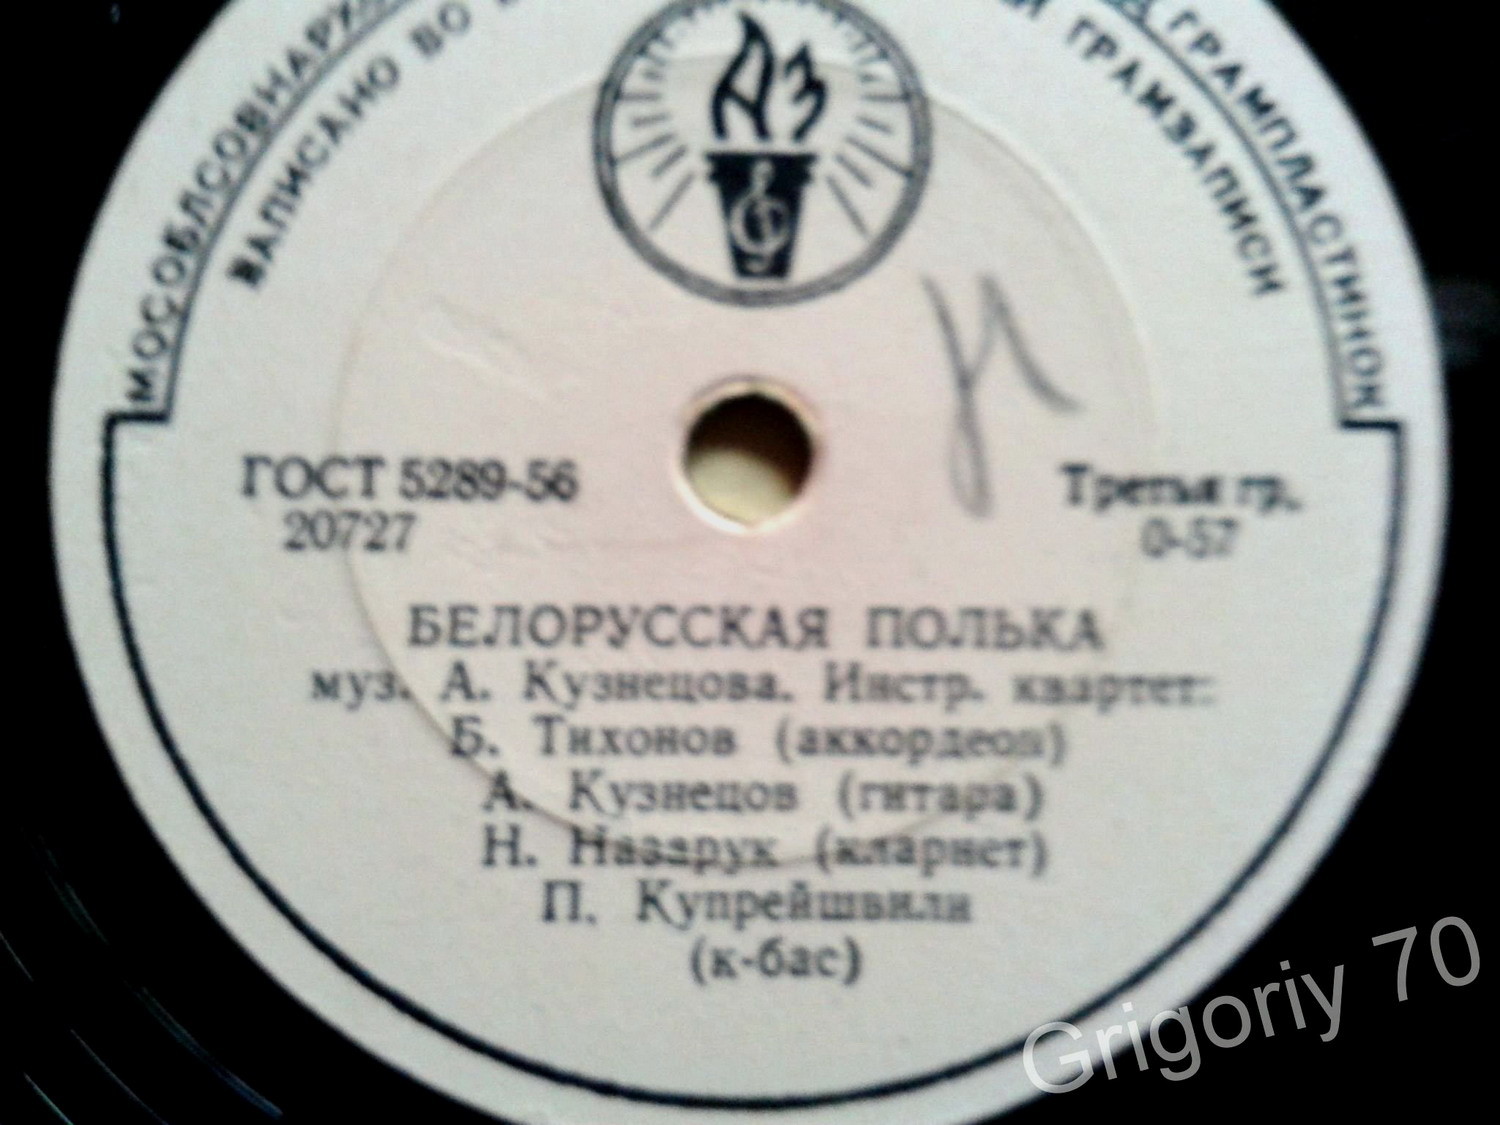 МОСОБЛСОВНАРХ
ГРАМПЛАСТИНОК
ЗАПИСАНО ВО
ГРАМЗАПИСИ
АЗ
ГОСТ 5289-56
20727
Третья гр.
0-57
БЕЛОРУССКАЯ ПОЛЬКА
муз. А. Кузнецова. Инстр. квартет:
Б. Тихонов (аккордеон)
А. Кузнецов (гитара)
Н. Назарук (кларнет)
П. Купрейшвили
(к-бас)
Grigoriy 70